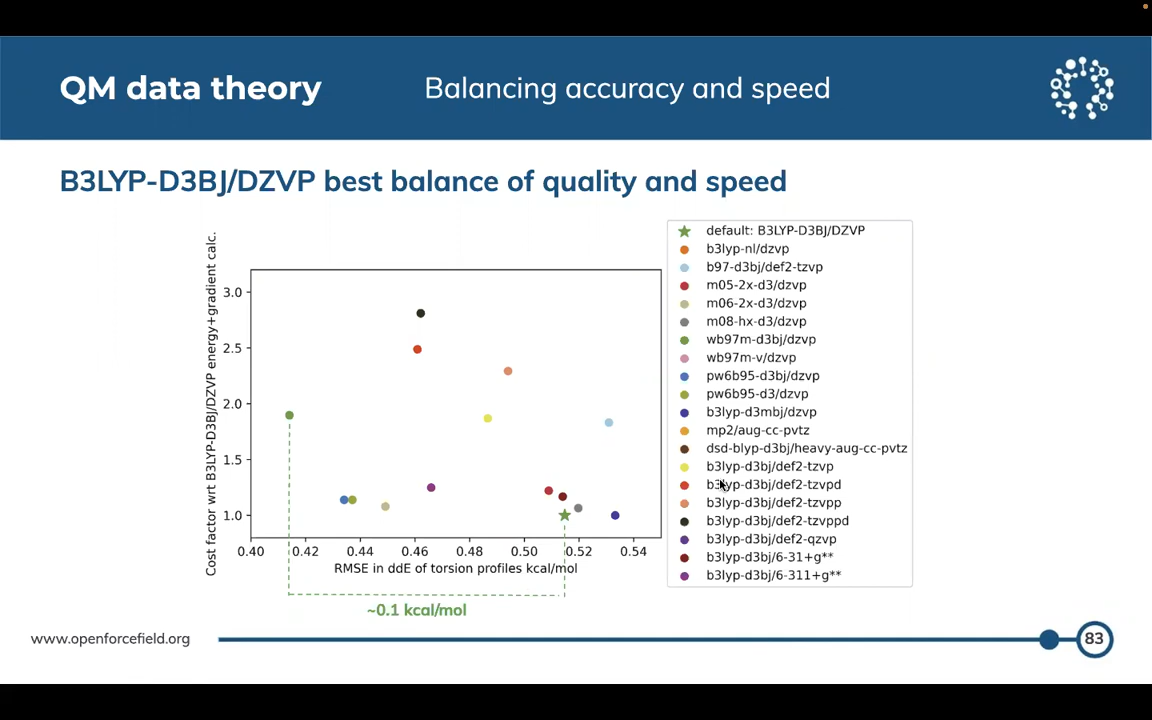 QM data theory
Balancing accuracy and speed
B3LYP-D3BJ/DZVP best balance of quality and speed
Cost factor wrt B3LYP-D3BJ/DZVP energy+gradient calc.
3.0
2.5
2.0
1.5
1.0
0.40 0.42 0.44 0.46 0.48 0.50 0.52 0.54
RMSE in ddE of torsion profiles kcal/mol
~0.1 kcal/mol
default: B3LYP-D3BJ/DZVP
b3lyp-nl/dzvp
b97-d3bj/def2-tzvp
m05-2x-d3/dzvp
m06-2x-d3/dzvp
m08-hx-d3/dzvp
wb97m-d3bj/dzvp
wb97m-v/dzvp
pw6b95-d3bj/dzvp
pw6b95-d3/dzvp
b3lyp-d3mbj/dzvp
mp2/aug-cc-pvtz
dsd-blyp-d3bj/heavy-aug-cc-pvtz
b3lyp-d3bj/def2-tzvp
b3lyp-d3bj/def2-tzvpd
b3lyp-d3bj/def2-tzvpp
b3lyp-d3bj/def2-tzvppd
b3lyp-d3bj/def2-qzvp
b3lyp-d3bj/6-31+g**
b3lyp-d3bj/6-311+g**
www.openforcefield.org
83